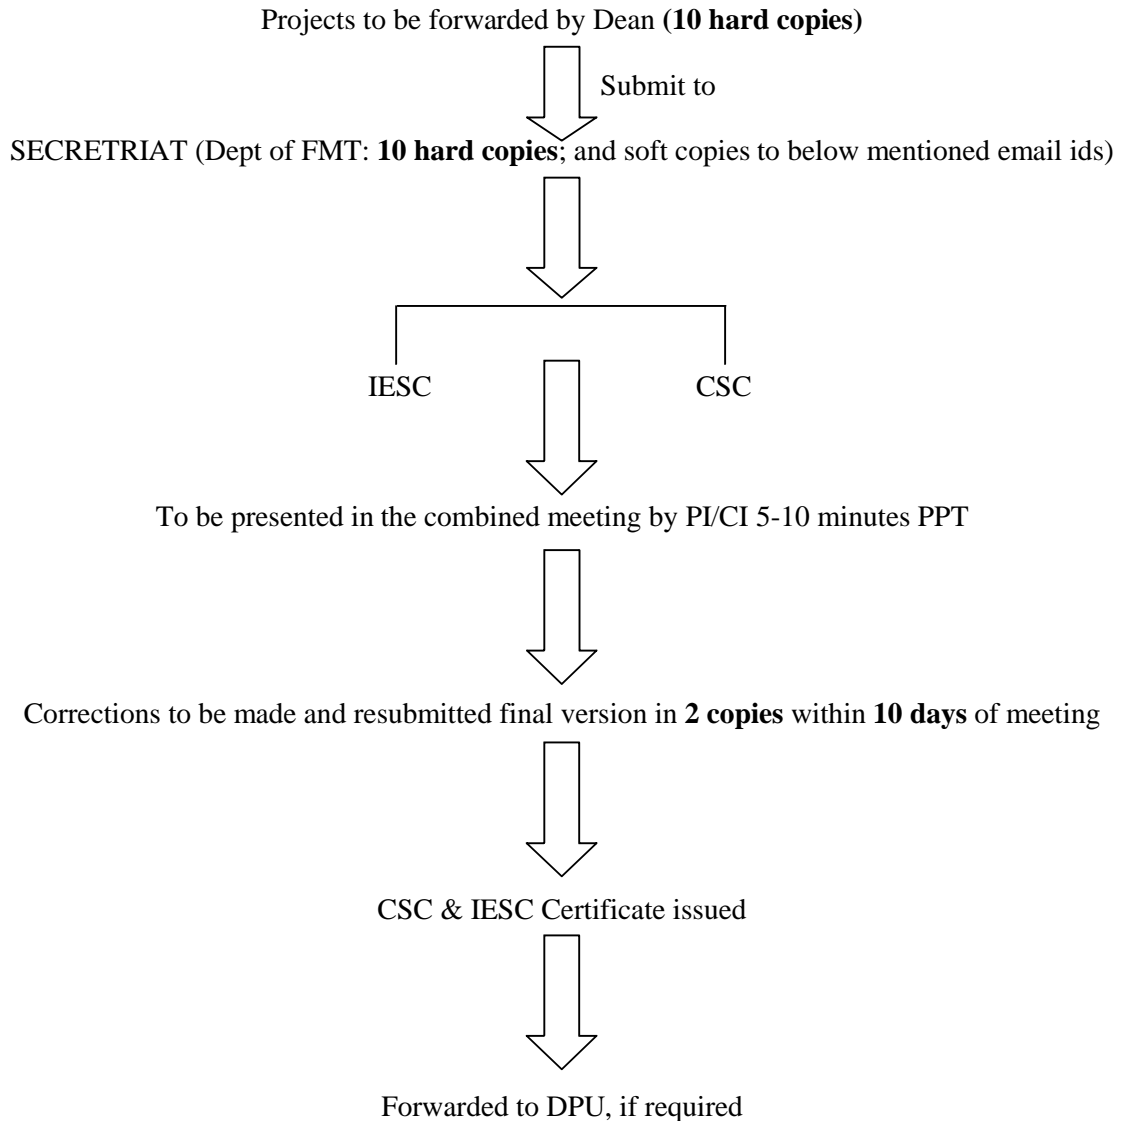 Projects to be forwarded by Dean (10 hard copies)
Submit to
SECRETRIAT (Dept of FMT: 10 hard copies; and soft copies to below mentioned email ids)
IESC CSC
To be presented in the combined meeting by PI/CI 5-10 minutes PPT
Corrections to be made and resubmitted final version in 2 copies within 10 days of meeting
CSC & IESC Certificate issued
Forwarded to DPU, if required